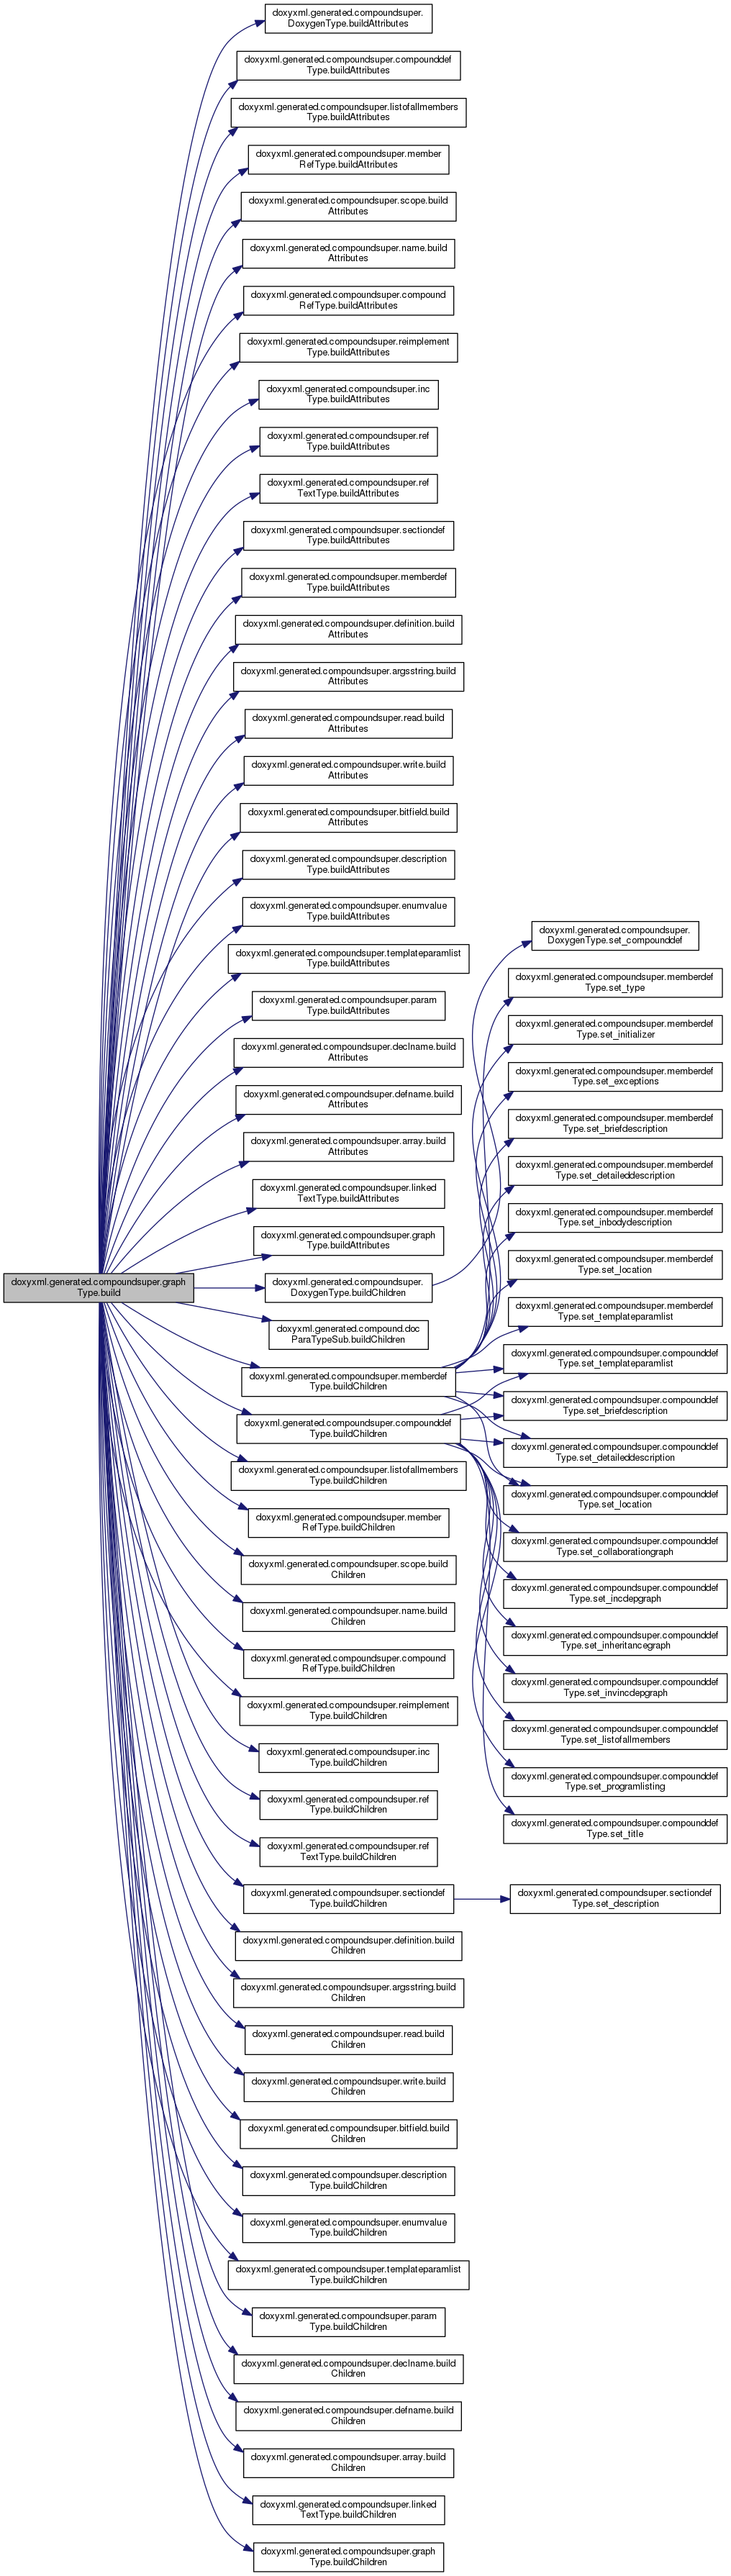 doxyxml.generated.compoundsuper.graph
Type.build
doxyxml.generated.compoundsuper.
DoxygenType.buildAttributes
doxyxml.generated.compoundsuper.compounddef
Type.buildAttributes
doxyxml.generated.compoundsuper.listofallmembers
Type.buildAttributes
doxyxml.generated.compoundsuper.member
RefType.buildAttributes
doxyxml.generated.compoundsuper.scope.build
Attributes
doxyxml.generated.compoundsuper.name.build
Attributes
doxyxml.generated.compoundsuper.compound
RefType.buildAttributes
doxyxml.generated.compoundsuper.reimplement
Type.buildAttributes
doxyxml.generated.compoundsuper.inc
Type.buildAttributes
doxyxml.generated.compoundsuper.ref
Type.buildAttributes
doxyxml.generated.compoundsuper.ref
TextType.buildAttributes
doxyxml.generated.compoundsuper.sectiondef
Type.buildAttributes
doxyxml.generated.compoundsuper.memberdef
Type.buildAttributes
doxyxml.generated.compoundsuper.definition.build
Attributes
doxyxml.generated.compoundsuper.argsstring.build
Attributes
doxyxml.generated.compoundsuper.read.build
Attributes
doxyxml.generated.compoundsuper.write.build
Attributes
doxyxml.generated.compoundsuper.bitfield.build
Attributes
doxyxml.generated.compoundsuper.description
Type.buildAttributes
doxyxml.generated.compoundsuper.enumvalue
Type.buildAttributes
doxyxml.generated.compoundsuper.templateparamlist
Type.buildAttributes
doxyxml.generated.compoundsuper.param
Type.buildAttributes
doxyxml.generated.compoundsuper.declname.build
Attributes
doxyxml.generated.compoundsuper.defname.build
Attributes
doxyxml.generated.compoundsuper.array.build
Attributes
doxyxml.generated.compoundsuper.linked
TextType.buildAttributes
doxyxml.generated.compoundsuper.graph
Type.buildAttributes
doxyxml.generated.compoundsuper.
DoxygenType.buildChildren
doxyxml.generated.compound.doc
ParaTypeSub.buildChildren
doxyxml.generated.compoundsuper.memberdef
Type.buildChildren
doxyxml.generated.compoundsuper.compounddef
Type.buildChildren
doxyxml.generated.compoundsuper.listofallmembers
Type.buildChildren
doxyxml.generated.compoundsuper.member
RefType.buildChildren
doxyxml.generated.compoundsuper.scope.build
Children
doxyxml.generated.compoundsuper.name.build
Children
doxyxml.generated.compoundsuper.compound
RefType.buildChildren
doxyxml.generated.compoundsuper.reimplement
Type.buildChildren
doxyxml.generated.compoundsuper.inc
Type.buildChildren
doxyxml.generated.compoundsuper.ref
Type.buildChildren
doxyxml.generated.compoundsuper.ref
TextType.buildChildren
doxyxml.generated.compoundsuper.sectiondef
Type.buildChildren
doxyxml.generated.compoundsuper.definition.build
Children
doxyxml.generated.compoundsuper.argsstring.build
Children
doxyxml.generated.compoundsuper.read.build
Children
doxyxml.generated.compoundsuper.write.build
Children
doxyxml.generated.compoundsuper.bitfield.build
Children
doxyxml.generated.compoundsuper.description
Type.buildChildren
doxyxml.generated.compoundsuper.enumvalue
Type.buildChildren
doxyxml.generated.compoundsuper.templateparamlist
Type.buildChildren
doxyxml.generated.compoundsuper.param
Type.buildChildren
doxyxml.generated.compoundsuper.declname.build
Children
doxyxml.generated.compoundsuper.defname.build
Children
doxyxml.generated.compoundsuper.array.build
Children
doxyxml.generated.compoundsuper.linked
TextType.buildChildren
doxyxml.generated.compoundsuper.graph
Type.buildChildren
doxyxml.generated.compoundsuper.
DoxygenType.set_compounddef
doxyxml.generated.compoundsuper.memberdef
Type.set_type
doxyxml.generated.compoundsuper.memberdef
Type.set_initializer
doxyxml.generated.compoundsuper.memberdef
Type.set_exceptions
doxyxml.generated.compoundsuper.memberdef
Type.set_briefdescription
doxyxml.generated.compoundsuper.memberdef
Type.set_detaileddescription
doxyxml.generated.compoundsuper.memberdef
Type.set_inbodydescription
doxyxml.generated.compoundsuper.memberdef
Type.set_location
doxyxml.generated.compoundsuper.memberdef
Type.set_templateparamlist
doxyxml.generated.compoundsuper.compounddef
Type.set_templateparamlist
doxyxml.generated.compoundsuper.compounddef
Type.set_briefdescription
doxyxml.generated.compoundsuper.compounddef
Type.set_detaileddescription
doxyxml.generated.compoundsuper.compounddef
Type.set_location
doxyxml.generated.compoundsuper.compounddef
Type.set_collaborationgraph
doxyxml.generated.compoundsuper.compounddef
Type.set_incdepgraph
doxyxml.generated.compoundsuper.compounddef
Type.set_inheritancegraph
doxyxml.generated.compoundsuper.compounddef
Type.set_invincdepgraph
doxyxml.generated.compoundsuper.compounddef
Type.set_listofallmembers
doxyxml.generated.compoundsuper.compounddef
Type.set_programlisting
doxyxml.generated.compoundsuper.compounddef
Type.set_title
doxyxml.generated.compoundsuper.sectiondef
Type.set_description